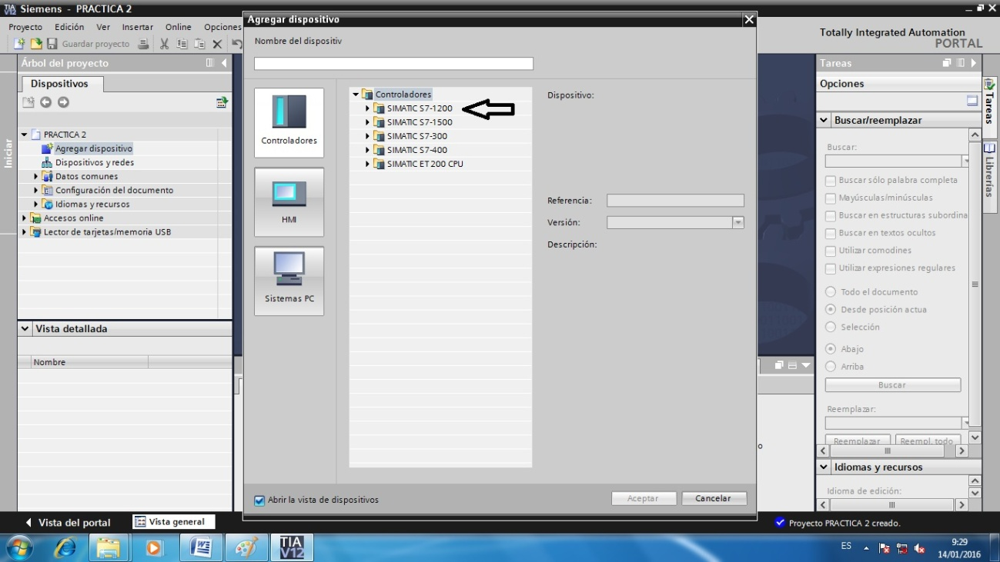 TIA V12 Siemens - PRACTICA 2
Proyecto Edición Ver Insertar Online Opciones
Guardar proyecto
Totally Integrated Automation
PORTAL
Árbol del proyecto
Dispositivos
Iniciar
PRACTICA 2
Agregar dispositivo
Dispositivos y redes
Datos comunes
Configuración del documento
Idiomas y recursos
Accesos online
Lector de tarjetas/memoria USB
Vista detallada
Nombre
Agregar dispositivo
Nombre del dispositiv
Controladores
HMI
Sistemas PC
Controladores
SIMATIC S7-1200
SIMATIC S7-1500
SIMATIC S7-300
SIMATIC S7-400
SIMATIC ET 200 CPU
Dispositivo:
Referencia:
Versión:
Descripción:
Abrir la vista de dispositivos
Aceptar
Cancelar
o
Tareas
Opciones
Buscar/reemplazar
Buscar:
Buscar sólo palabra completa
Mayúsculas/minúsculas
Buscar en estructuras subordina
Buscar en textos ocultos
Utilizar comodines
Utilizar expresiones regulares
Todo el documento
Desde posición actua
Selección
Abajo
Arriba
Buscar
Reemplazar:
Reemplazar
Reempl. todo
Idiomas y recursos
Idioma de edición:
Tareas
Librerías
Vista del portal
Vista general
Proyecto PRACTICA 2 creado.
TIA
V12
ES
9:29
14/01/2016